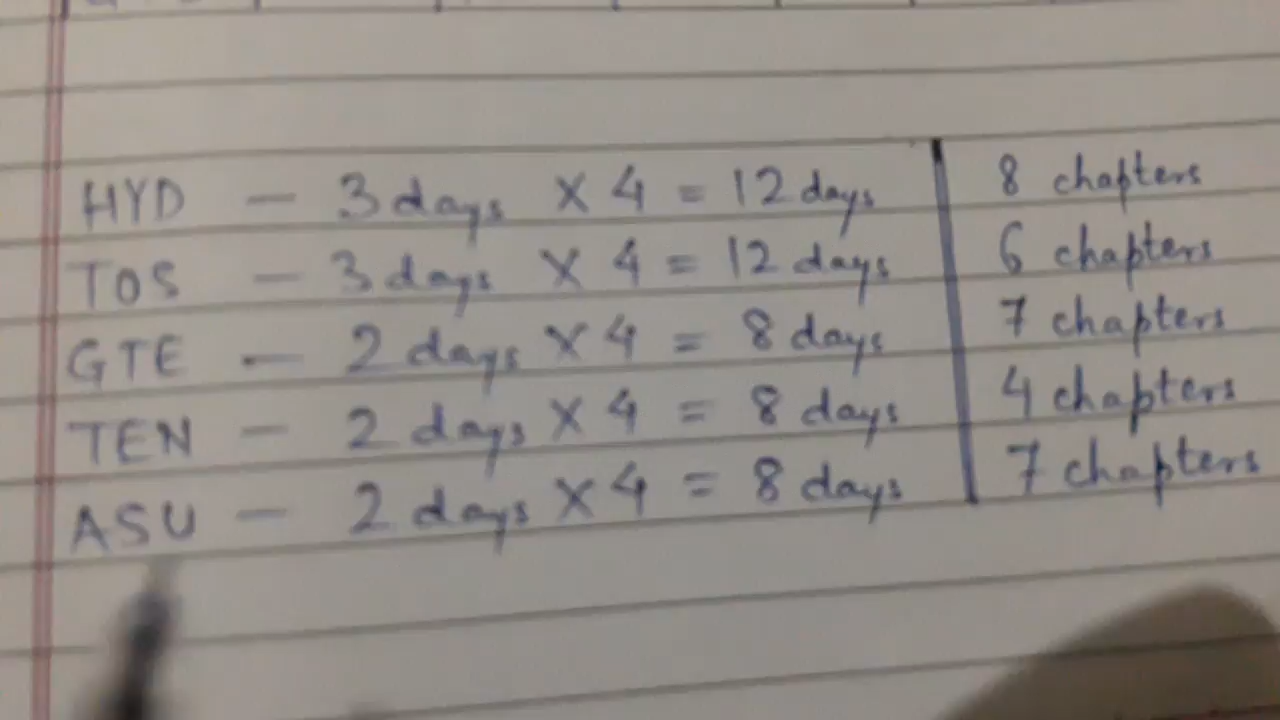 HYD - 3 days X 4 = 12 days 8 chapters
TOS - 3 days X 4 = 12 days 6 chapters
GTE - 2 days X 4 = 8 days 7 chapters
TEN - 2 days X 4 = 8 days 4 chapters
ASU - 2 days X 4 = 8 days 7 chapters